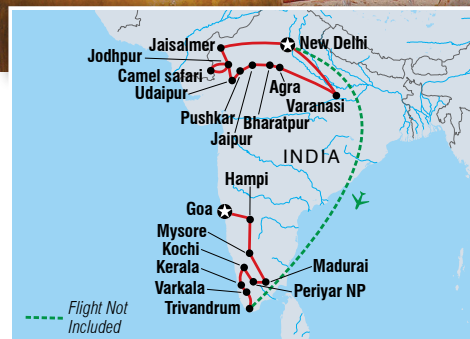 New Delhi
Jaisalmer
Jodhpur
Camel safari
Udaipur
Agra
Varanasi
Pushkar
Bharatpur
Jaipur
INDIA
Hampi
Goa
Mysore
Kochi
Kerala
Madurai
Varkala
Periyar NP
Trivandrum
Flight Not
Included